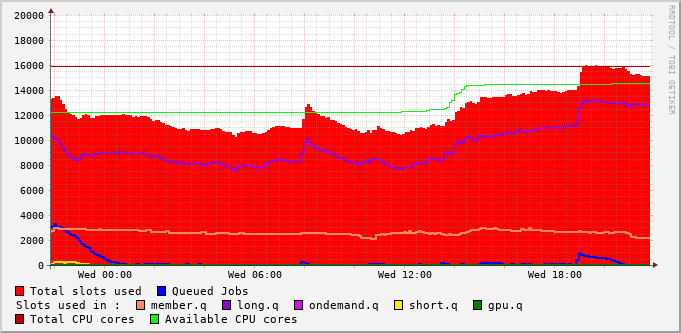 RRDTOOL / TOBI OETIKER
20000
18000
16000
14000
12000
10000
8000
6000
4000
2000
0
Wed 00:00 Wed 06:00 Wed 12:00 Wed 18:00
Total slots used Queued Jobs
Slots used in : member.q long.q ondemand.q short.q gpu.q
Total CPU cores Available CPU cores